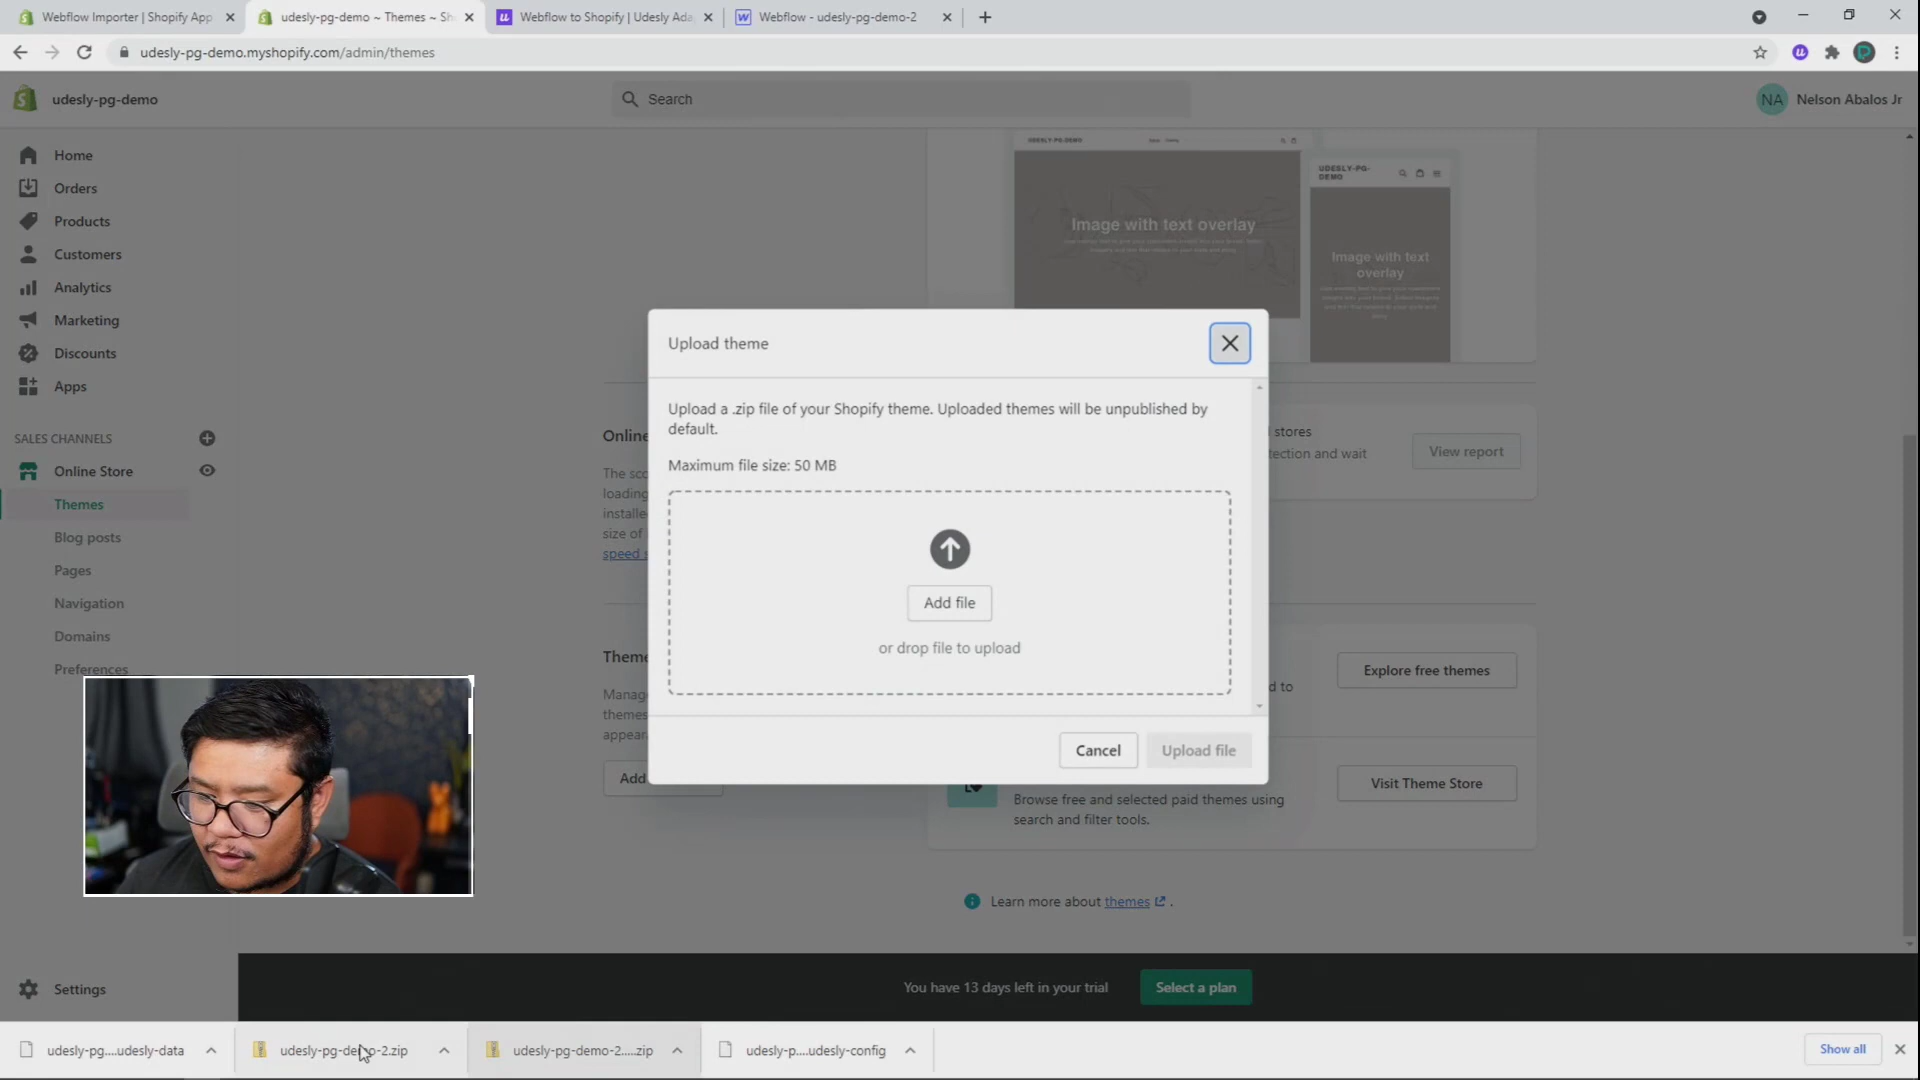 Webflow Importer | Shopify App
udesly-pg-demo ~ Themes ~ Sh
Webflow to Shopify | Udesly Ada
Webflow - udesly-pg-demo-2
udesly-pg-demo.myshopify.com/admin/themes
udesly-pg-demo
Search
NA
Nelson Abalos Jr
Home
Orders
Products
Customers
Analytics
Marketing
Discounts
Apps
SALES CHANNELS
Online Store
Themes
Blog posts
Pages
Navigation
Domains
Preferences
Settings
UDESLY-PG-DEMO
Image with text overlay
UDESLY-PG-
DEMO
Image with text
overlay
Online
The sco
loading
installe
size of
speed s
stores
tection and wait
View report
Upload theme
Upload a .zip file of your Shopify theme. Uploaded themes will be unpublished by
default.
Maximum file size: 50 MB
Add file
or drop file to upload
Cancel
Upload file
Theme
Manag
themes
appear
Add
d to
Explore free themes
Visit Theme Store
Browse free and selected paid themes using
search and filter tools.
Learn more about themes .
You have 13 days left in your trial
Select a plan
udesly-pg....udesly-data
udesly-pg-demo-2.zip
udesly-pg-demo-2.....zip
udesly-p....udesly-config
Show all